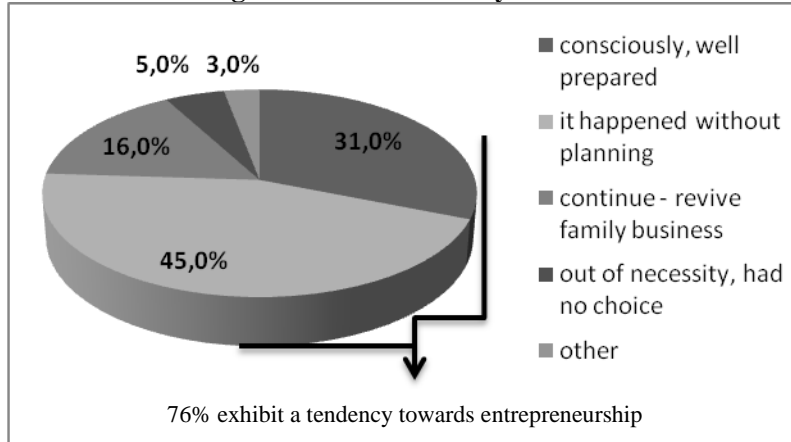 5,0%
3,0%
16,0%
31,0%
45,0%
consciously, well
prepared
it happened without
planning
continue - revive
family business
out of necessity, had
no choice
other
76% exhibit a tendency towards entrepreneurship